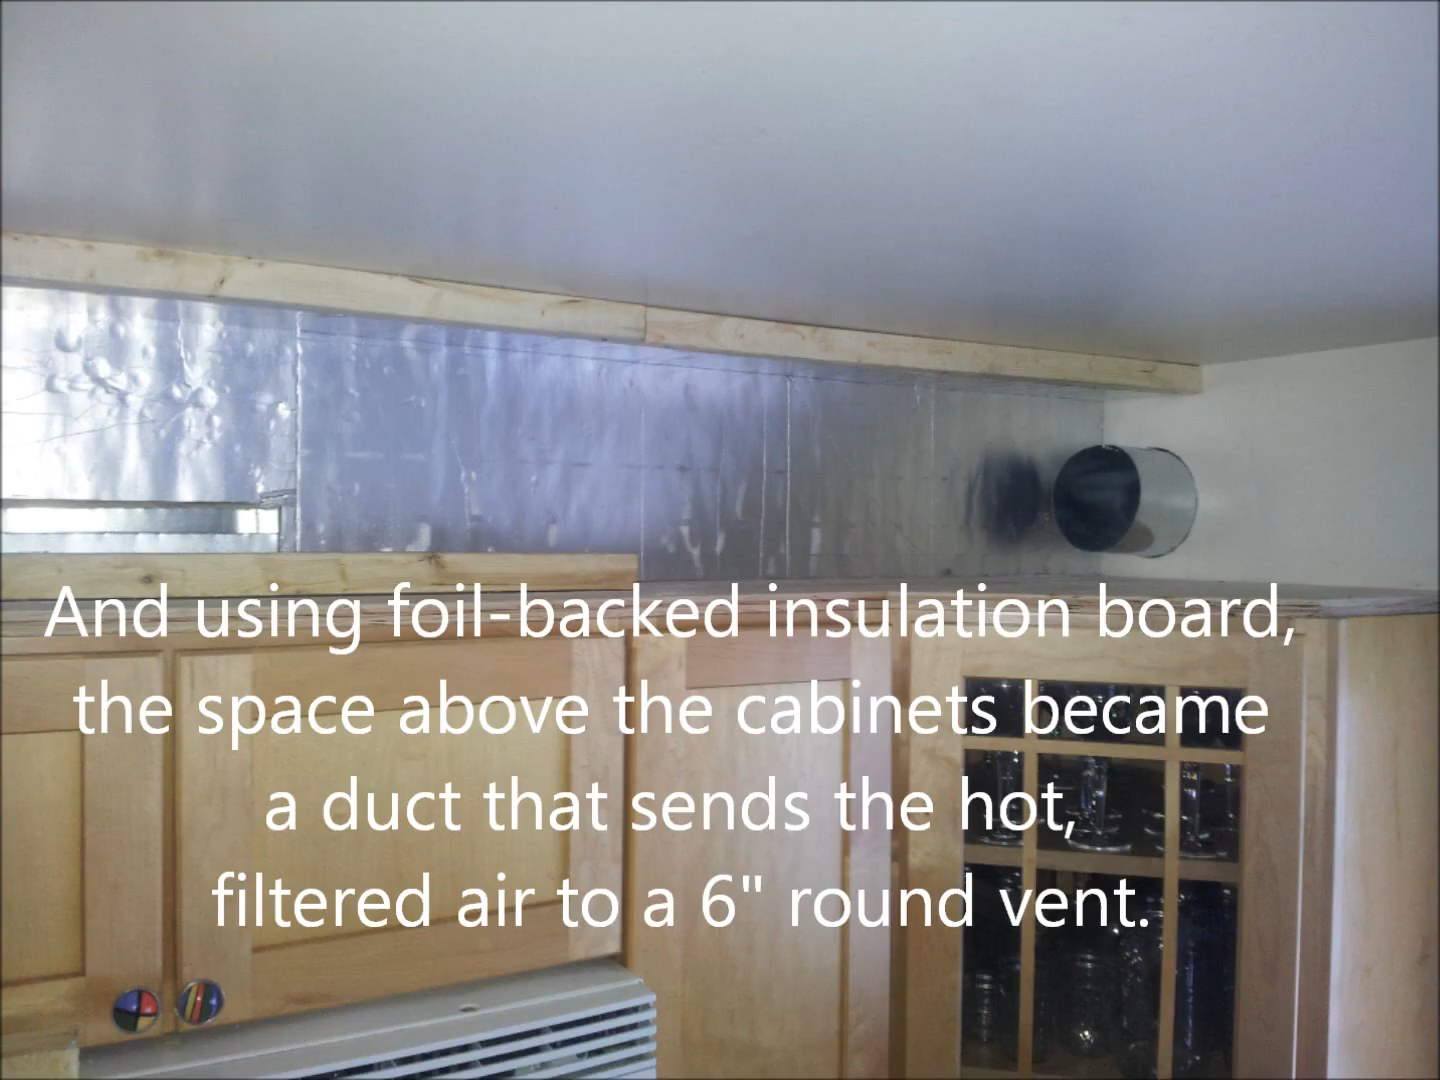 And using foil-backed insulation board,
the space above the cabinets became
a duct that sends the hot,
filtered air to a 6" round vent.